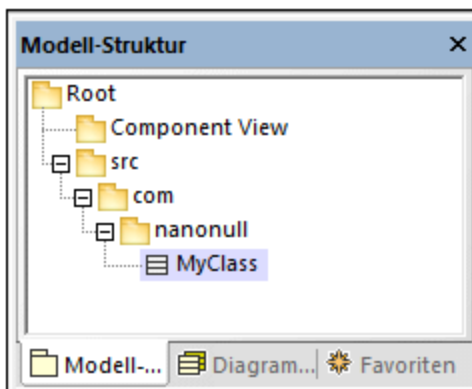 Modell-Struktur
Root
Component View
src
com
nanonull
MyClass
Modell-... Diagram... Favoriten